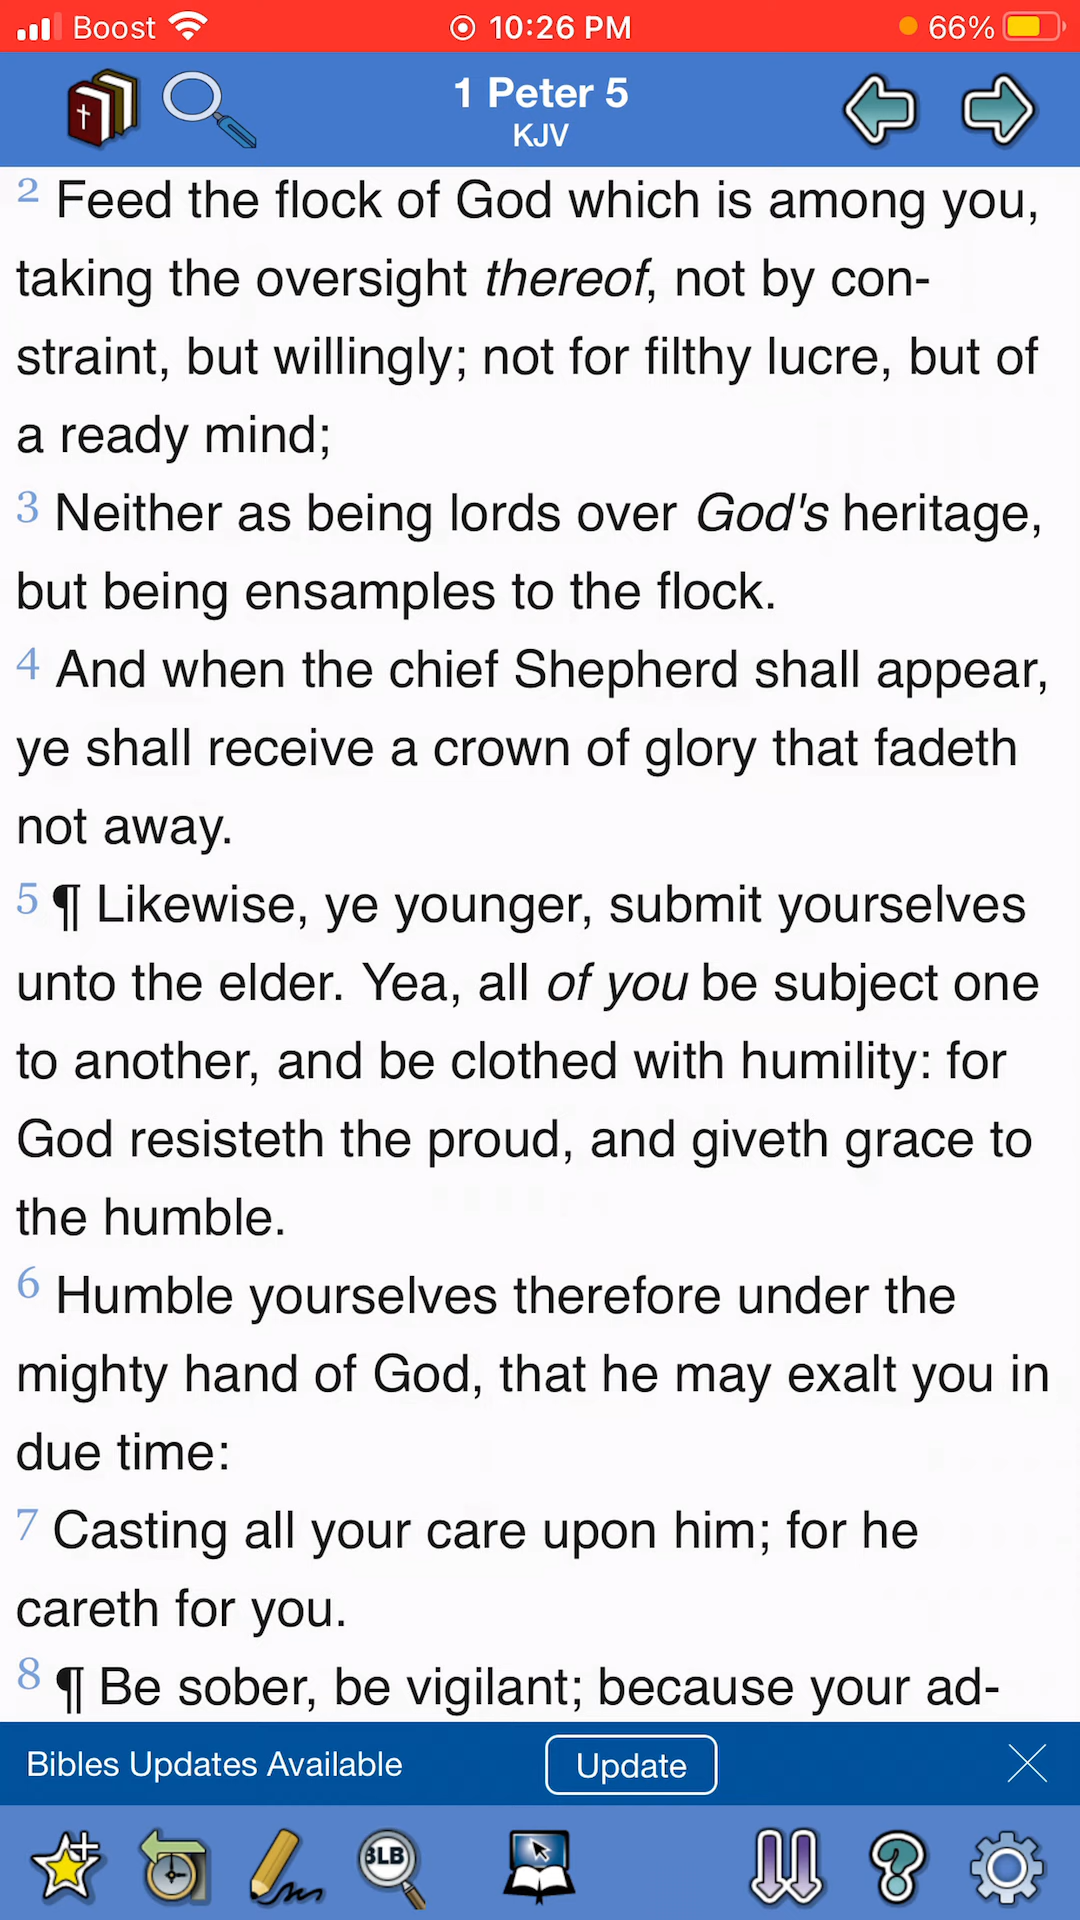 Boost 10:26 PM 66%
1 Peter 5
KJV
2 Feed the flock of God which is among you,
taking the oversight thereof, not by con-
straint, but willingly; not for filthy lucre, but of
a ready mind;
3 Neither as being lords over God's heritage,
but being ensamples to the flock.
4 And when the chief Shepherd shall appear,
ye shall receive a crown of glory that fadeth
not away.
5 ¶ Likewise, ye younger, submit yourselves
unto the elder. Yea, all of you be subject one
to another, and be clothed with humility: for
God resisteth the proud, and giveth grace to
the humble.
6 Humble yourselves therefore under the
mighty hand of God, that he may exalt you in
due time:
7 Casting all your care upon him; for he
careth for you.
8 ¶ Be sober, be vigilant; because your ad-
Bibles Updates Available Update
BLB